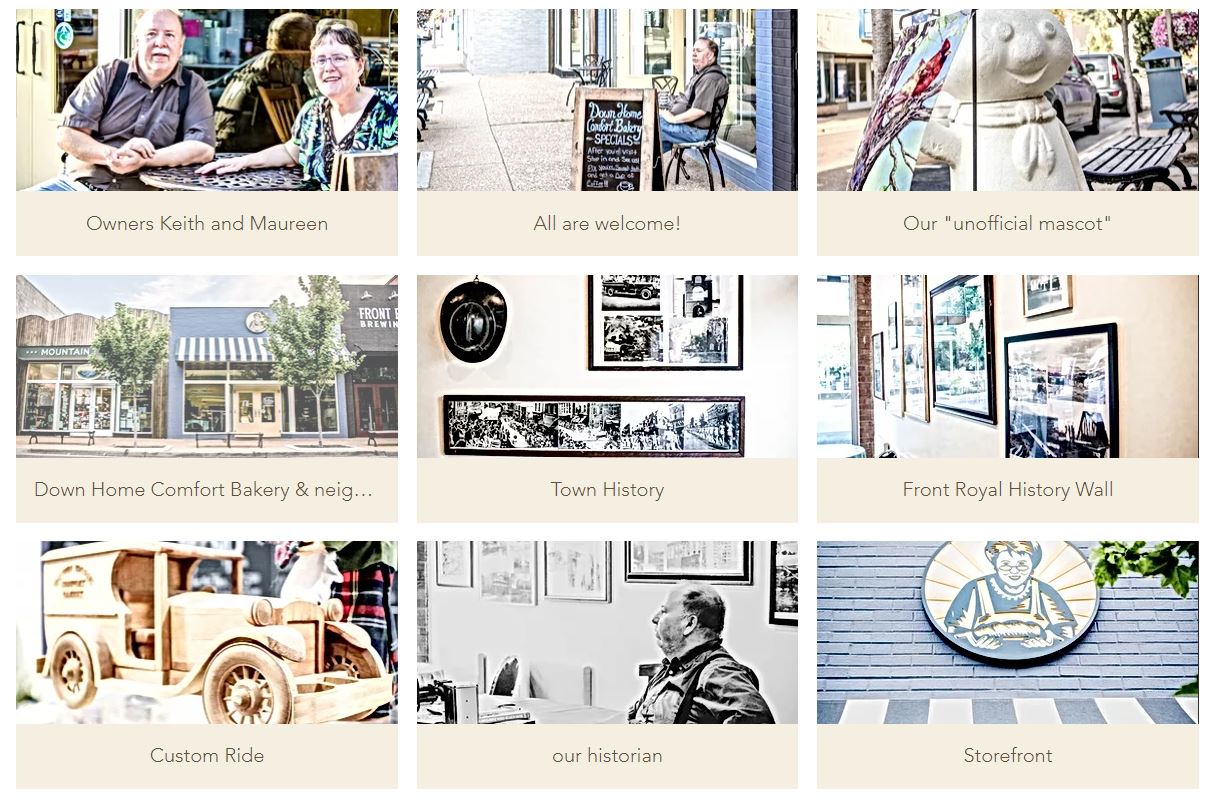 Down Home
Comfort Bakery
SPECIALS
After you'll visit
Stop in and See us!
and get a Cup of
Coffee!!!
Owners Keith and Maureen
All are welcome!
Our "unofficial mascot"
MOUNTAIN
FRONT
BREWIN
Down Home Comfort Bakery & neig...
Town History
Front Royal History Wall
Custom Ride
our historian
Storefront